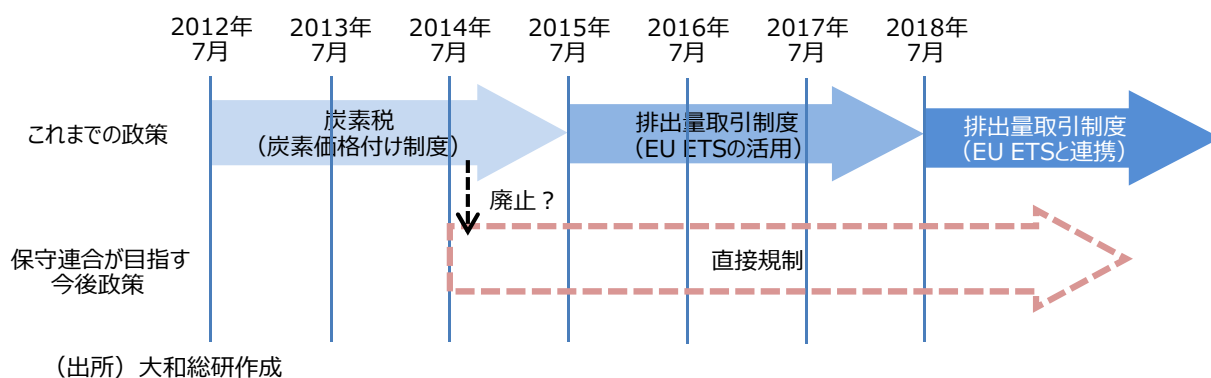 2012年 2013年 2014年 2015年 2016年 2017年 2018年
7月 7月 7月 7月 7月 7月 7月
これまでの政策
炭素税
(炭素価格付け制度)
排出量取引制度
(EU ETSの活用)
排出量取引制度
(EU ETSと連携)
廃止？
保守連合が目指す
今後政策
直接規制
（出所）大和総研作成